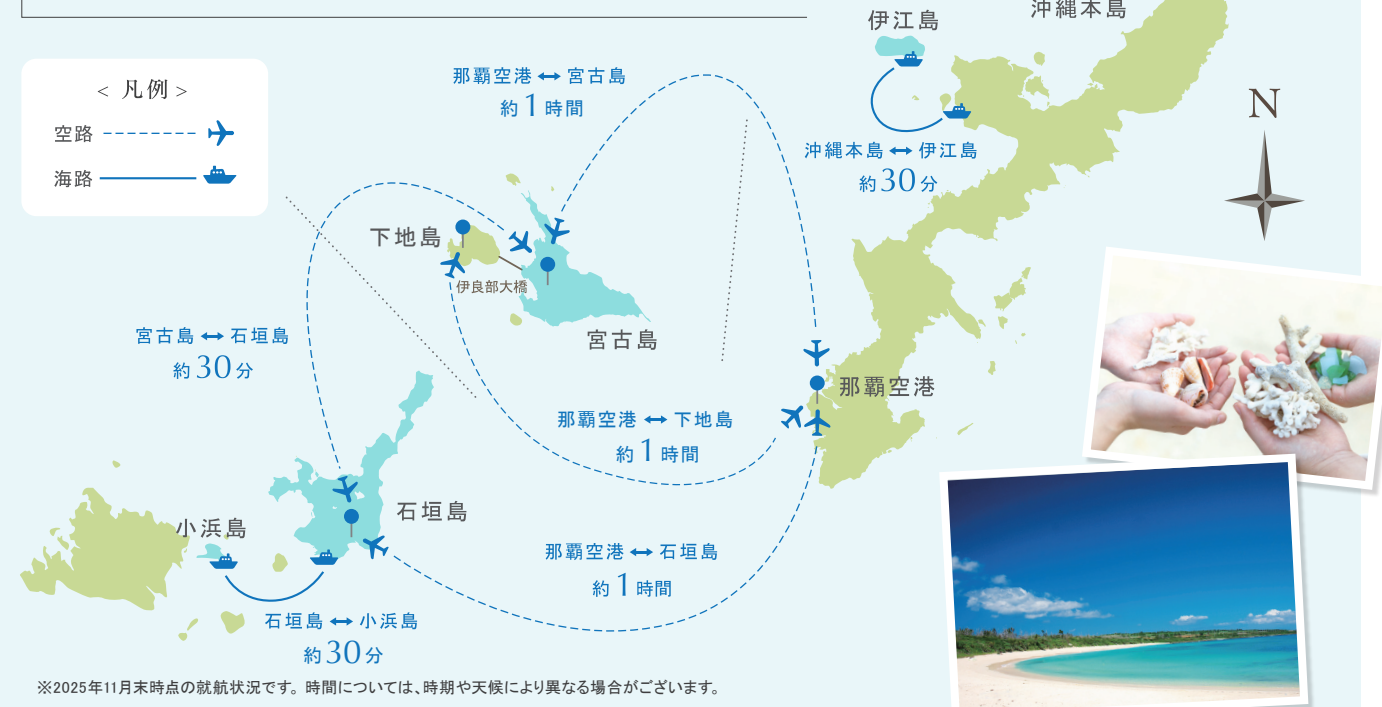 伊江島
沖縄本島
< 凡例 >
空路
海路
那覇空港 ↔ 宮古島
約1時間
N
沖縄本島 ↔ 伊江島
約30分
下地島
伊良部大橋
宮古島
宮古島 ↔ 石垣島
約30分
那覇空港
那覇空港 ↔ 下地島
約1時間
石垣島
小浜島
那覇空港 ↔ 石垣島
約1時間
石垣島 ↔ 小浜島
約30分
※2025年11月末時点の就航状況です。時間については、時期や天候により異なる場合がございます。